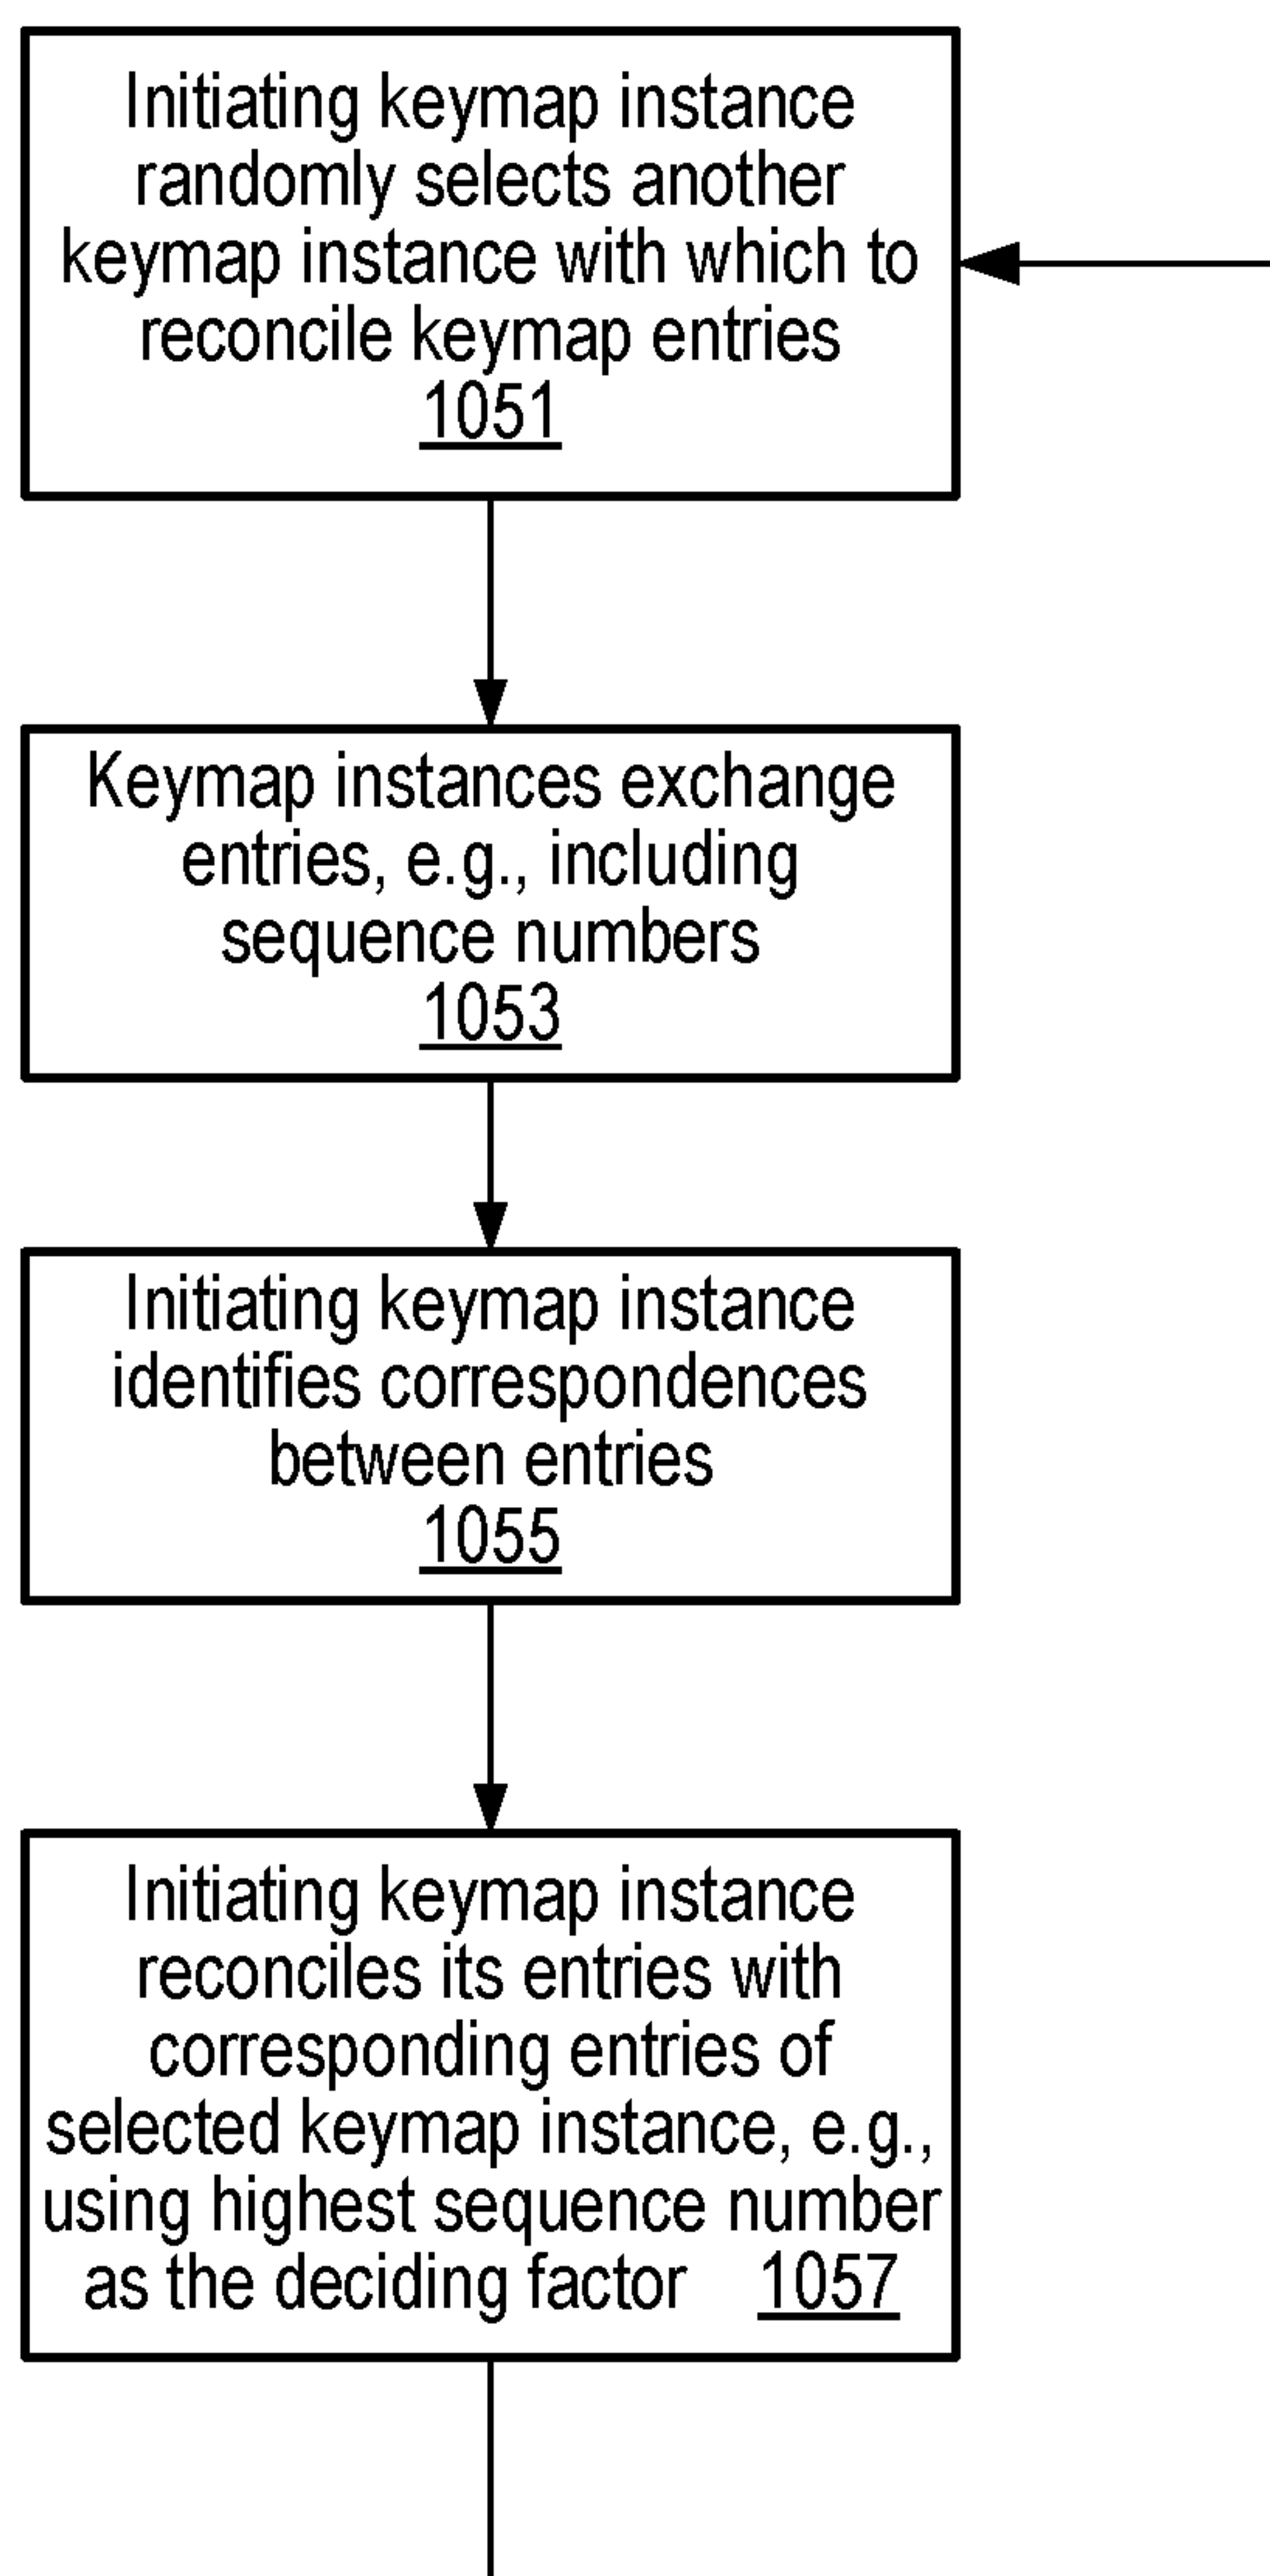 Initiating keymap instance
randomly selects another
keymap instance with which to
reconcile keymap entries
1051
Keymap instances exchange
entries, e.g., including
sequence numbers
1053
Initiating keymap instance
identifies correspondences
between entries
1055
Initiating keymap instance
reconciles its entries with
corresponding entries of
selected keymap instance, e.g.,
using highest sequence number
as the deciding factor 1057